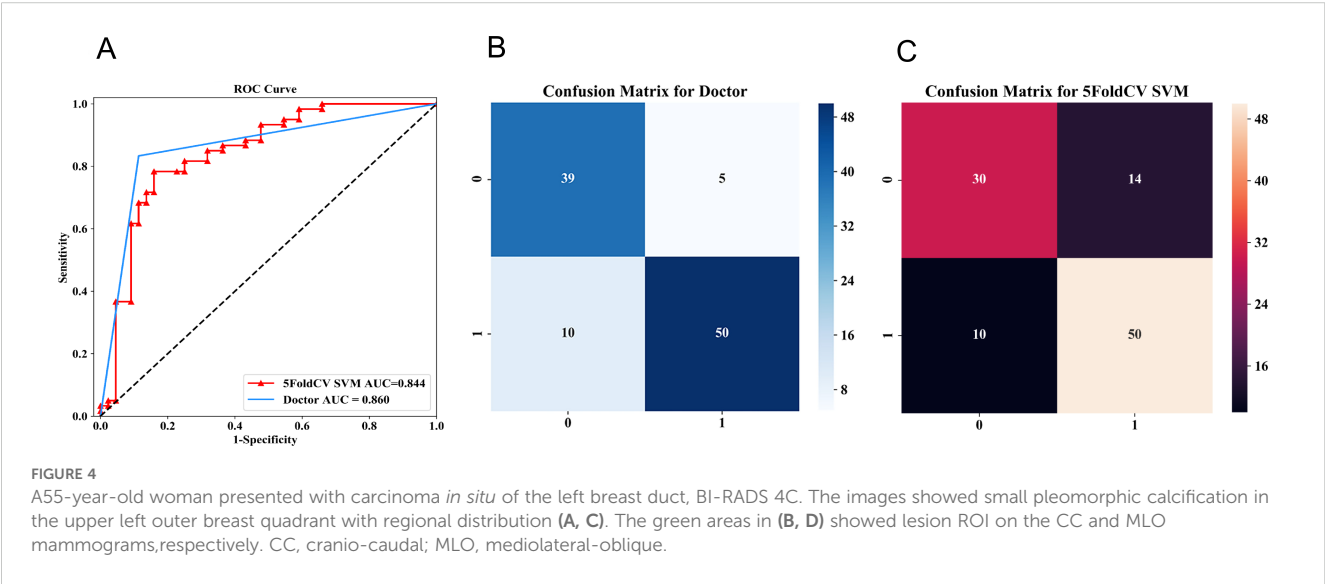 A
B
C
ROC Curve
1.0
0.8
0.6
0.4
0.2
0.0
Sensitivity
0.0 0.2 0.4 0.6 0.8 1.0
1-Specificity
5FoldCV SVM AUC=0.844
Doctor AUC = 0.860
Confusion Matrix for Doctor
0
1
39 5
10 50
0 1
48
40
32
24
16
8
Confusion Matrix for 5FoldCV SVM
0
1
30 14
10 50
0 1
48
40
32
24
16
FIGURE 4
A55-year-old woman presented with carcinoma in situ of the left breast duct, BI-RADS 4C. The images showed small pleomorphic calcification in
the upper left outer breast quadrant with regional distribution (A, C). The green areas in (B, D) showed lesion ROI on the CC and MLO
mammograms,respectively. CC, cranio-caudal; MLO, mediolateral-oblique.